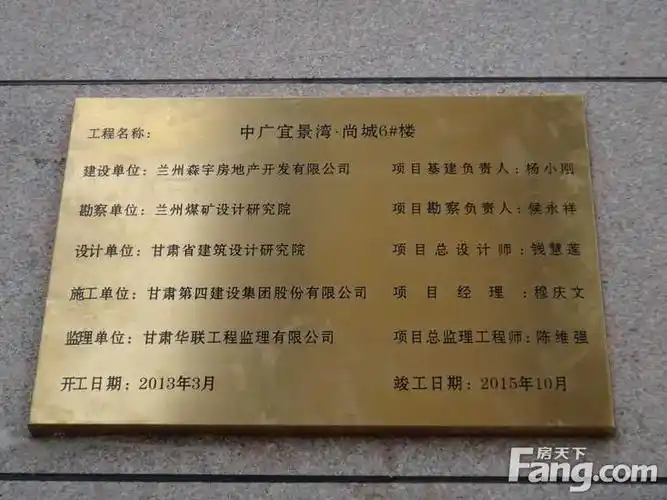 工程名称: 中广宜景湾·尚城6#楼
建设单位: 兰州森宇房地产开发有限公司 项目基建负责人: 杨小刚
勘察单位: 兰州煤矿设计研究院 项目勘察负责人: 侯永祥
设计单位: 甘肃省建筑设计研究院 项目总设计师: 钱慧莲
施工单位: 甘肃第四建设集团股份有限公司 项目经理: 穆庆文
监理单位: 甘肃华联工程监理有限公司 项目总监理工程师: 陈维强
开工日期: 2013年3月 竣工日期: 2015年10月
房天下
Fang.com